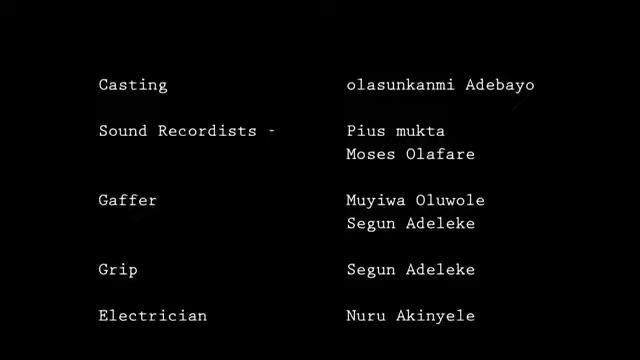 Casting olasunkanmi Adebayo
Sound Recordists - Pius mukta
Moses Olafare
Gaffer Muyiwa Oluwole
Segun Adeleke
Grip Segun Adeleke
Electrician Nuru Akinyele